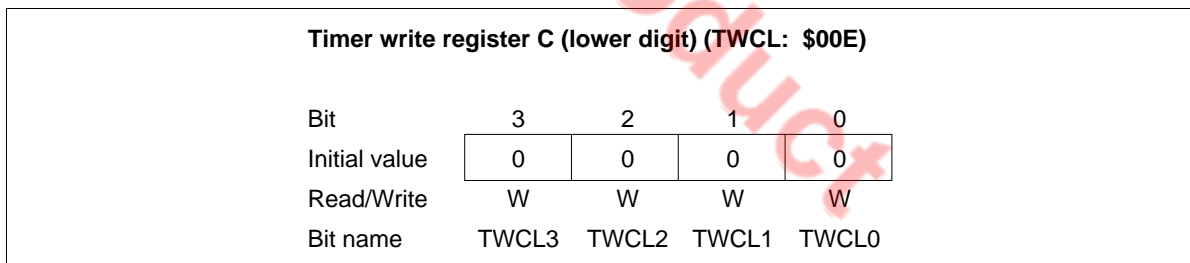 Timer write register C (lower digit) (TWCL: $00E)
Bit 3 2 1 0
Initial value 0 0 0 0
Read/Write W W W W
Bit name TWCL3 TWCL2 TWCL1 TWCL0